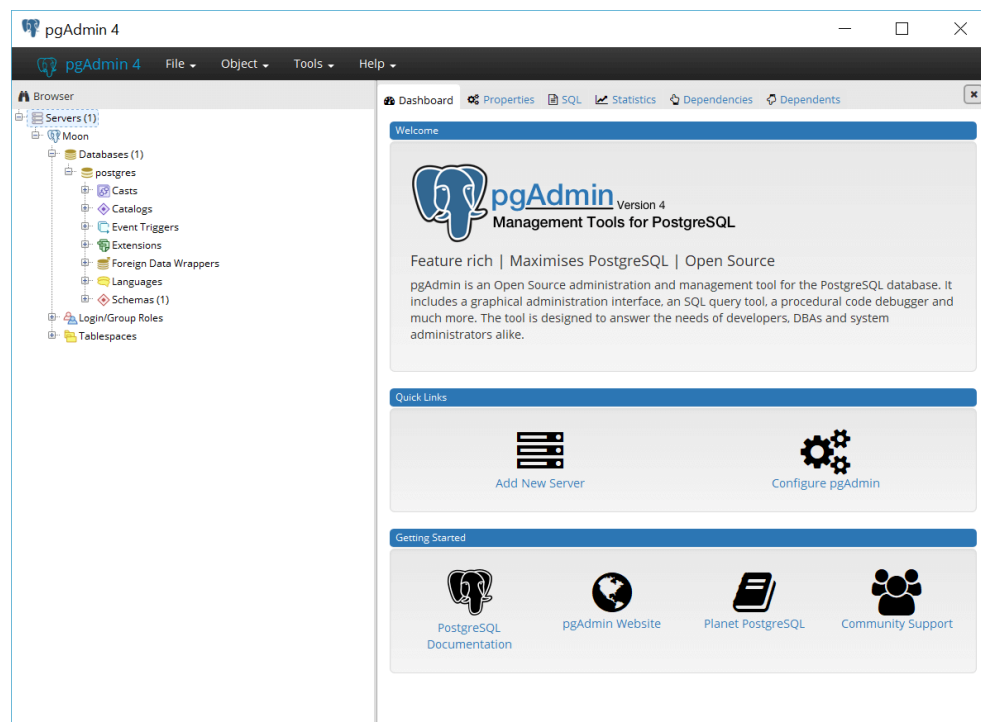 pgAdmin 4
pgAdmin 4 File Object Tools Help
Browser
Servers (1)
Moon
Databases (1)
postgres
Casts
Catalogs
Event Triggers
Extensions
Foreign Data Wrappers
Languages
Schemas (1)
Login/Group Roles
Tablespaces
Dashboard Properties SQL Statistics Dependencies Dependents
Welcome
pgAdmin Version 4
Management Tools for PostgreSQL
Feature rich | Maximises PostgreSQL | Open Source
pgAdmin is an Open Source administration and management tool for the PostgreSQL database. It
includes a graphical administration interface, an SQL query tool, a procedural code debugger and
much more. The tool is designed to answer the needs of developers, DBAs and system
administrators alike.
Quick Links
Add New Server
Configure pgAdmin
Getting Started
PostgreSQL
Documentation
pgAdmin Website
Planet PostgreSQL
Community Support